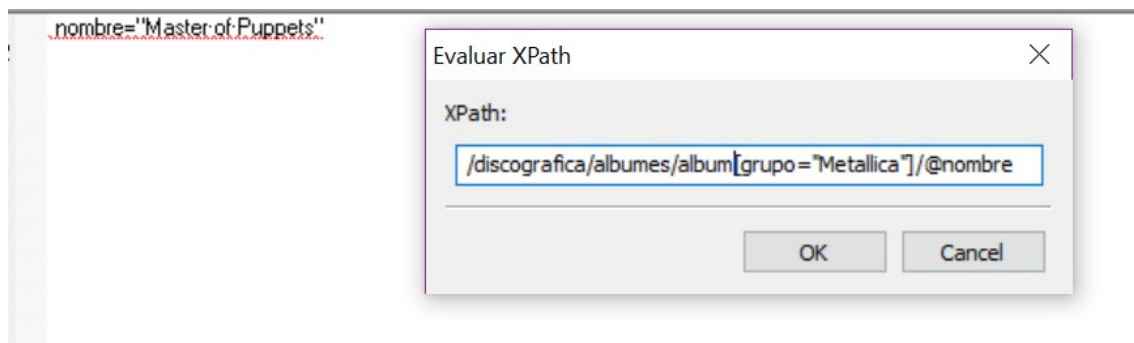 nombre="Master of Puppets"
Evaluar XPath
XPath:
/discografica/albumes/album[grupo="Metallica"]/@nombre
OK
Cancel